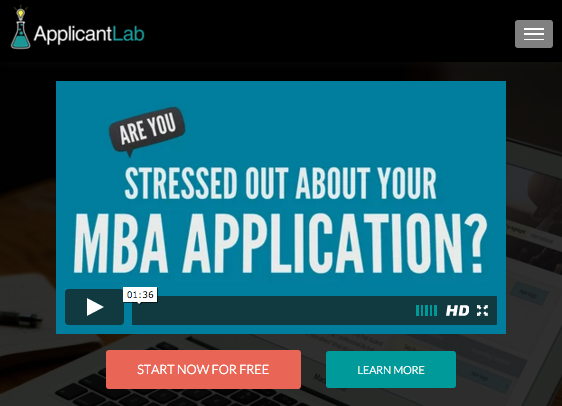 ApplicantLab
ARE YOU
STRESSED OUT ABOUT YOUR
MBA APPLICATION?
01:36
HD
START NOW FOR FREE
LEARN MORE